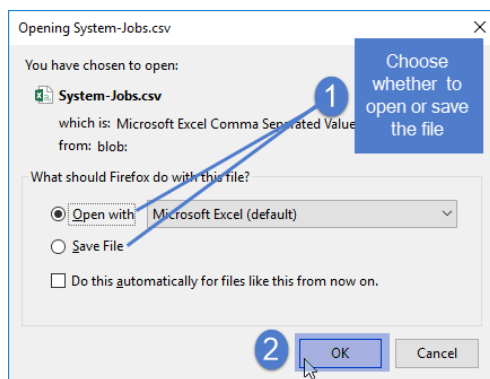 Opening System-Jobs.csv
You have chosen to open:
System-Jobs.csv
which is: Microsoft Excel Comma Separated Value
from: blob:
1
Choose
whether to
open or save
the file
What should Firefox do with this file?
Open with
Microsoft Excel (default)
Save File
Do this automatically for files like this from now on.
2
OK
Cancel